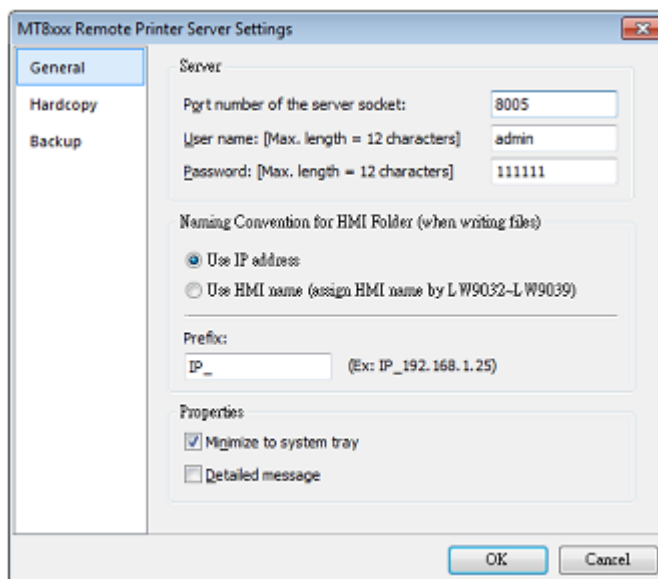 MT8xxx Remote Printer Server Settings
General
Hardcopy
Backup
Server
Port number of the server socket: 8005
User name: [Max. length = 12 characters] admin
Password: [Max. length = 12 characters] 111111
Naming Convention for HMI Folder (when writing files)
Use IP address
Use HMI name (assign HMI name by LW9032~LW9039)
Prefix:
IP_ (Ex: IP_192.168.1.25)
Properties
Minimize to system tray
Detailed message
OK Cancel